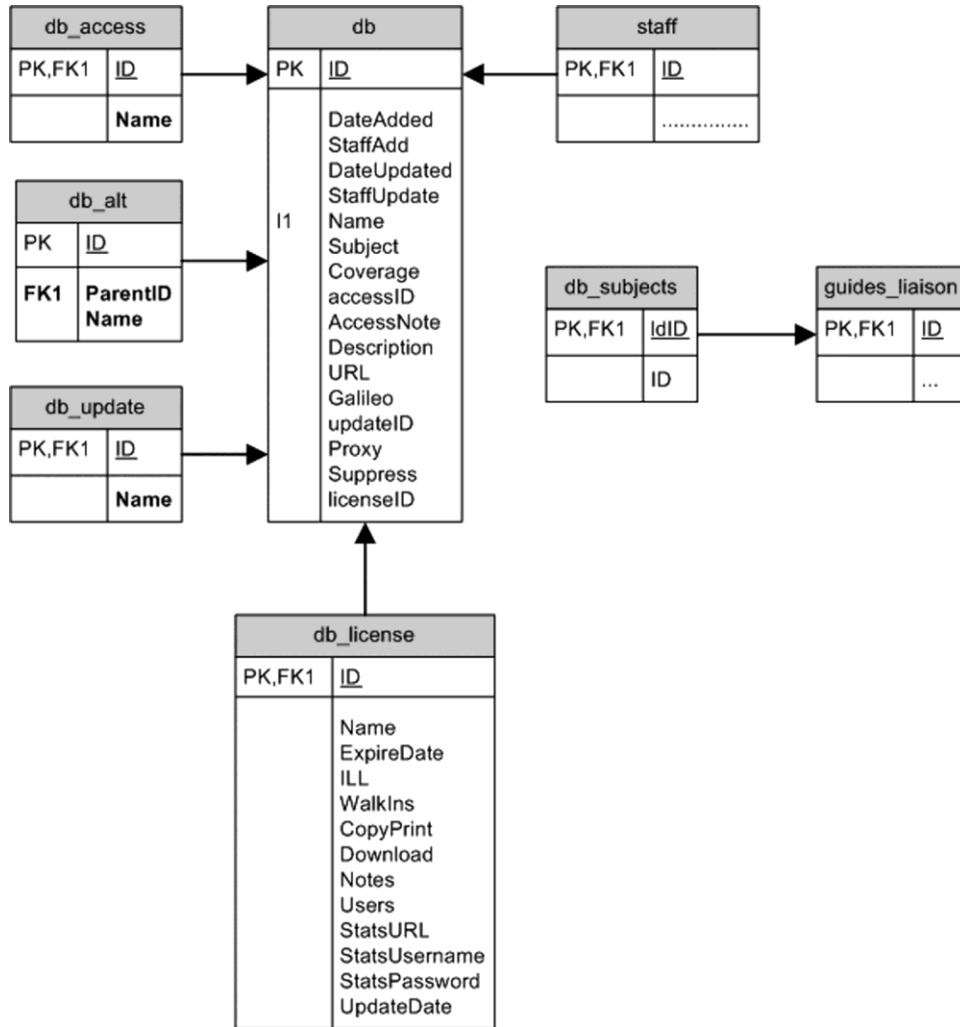 db_access
PK,FK1 ID
Name
db
PK ID
DateAdded
StaffAdd
DateUpdated
StaffUpdate
I1 Name
Subject
Coverage
accessID
AccessNote
Description
URL
Galileo
updateID
Proxy
Suppress
licenseID
staff
PK,FK1 ID
...............
db_alt
PK ID
FK1 ParentID
Name
db_subjects
PK,FK1 IdID
ID
guides_liaison
PK,FK1 ID
...
db_update
PK,FK1 ID
Name
db_license
PK,FK1 ID
Name
ExpireDate
ILL
WalkIns
CopyPrint
Download
Notes
Users
StatsURL
StatsUsername
StatsPassword
UpdateDate